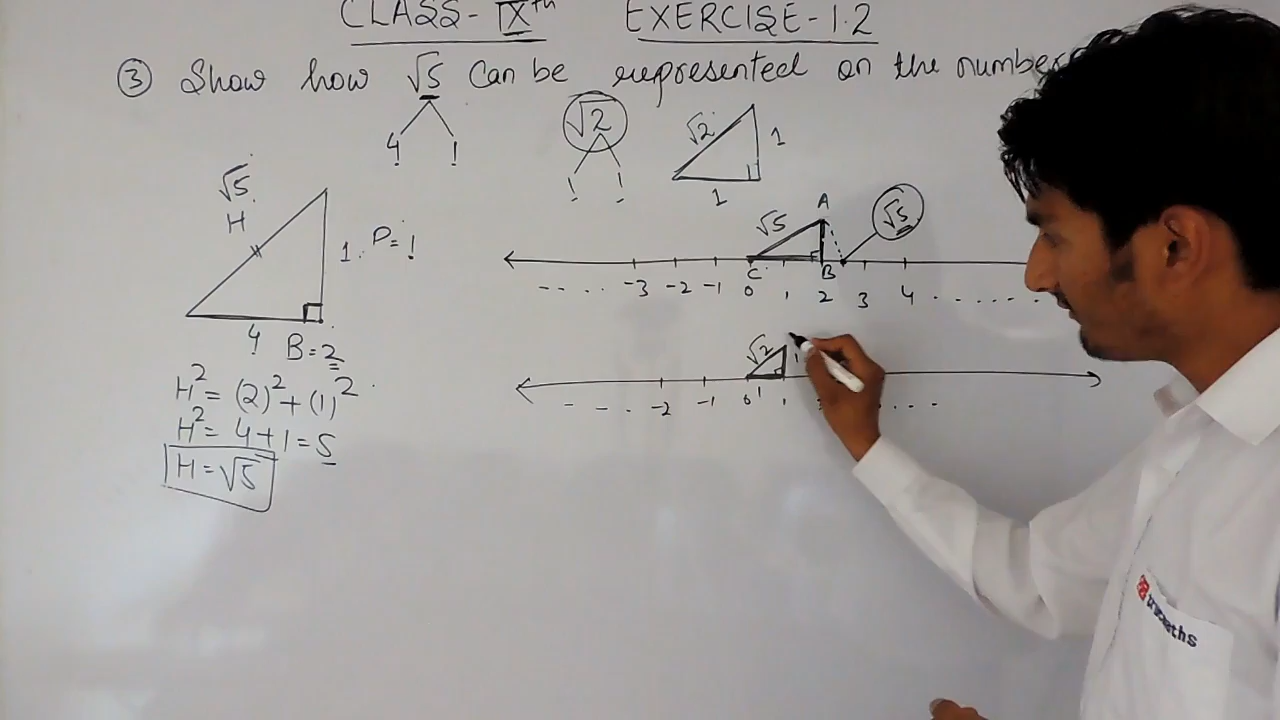 CLASS-IXth EXERCISE-1.2
③ Show how √5 can be represented on the number
4 1
√2
1 1
√2 1
1
√5
H
1. P=1
4 B=2
H²=(2)²+(1)²
H²=4+1=5
H=√5
√5 A √5
C B
-3 -2 -1 0 1 2 3 4
√2 1
1
-2 -1 0 1